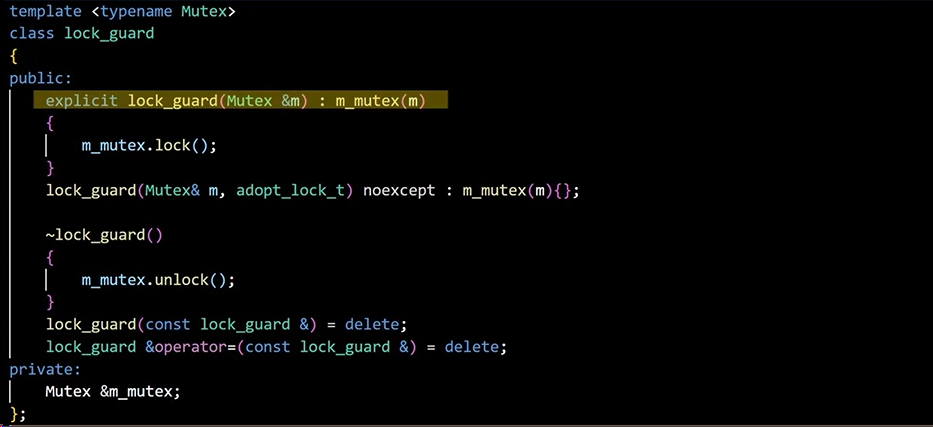 template <typename Mutex>
class lock_guard
{
public:
    explicit lock_guard(Mutex &m) : m_mutex(m)
    {
        m_mutex.lock();
    }
    lock_guard(Mutex& m, adopt_lock_t) noexcept : m_mutex(m){};

    ~lock_guard()
    {
        m_mutex.unlock();
    }
    lock_guard(const lock_guard &) = delete;
    lock_guard &operator=(const lock_guard &) = delete;
private:
    Mutex &m_mutex;
};